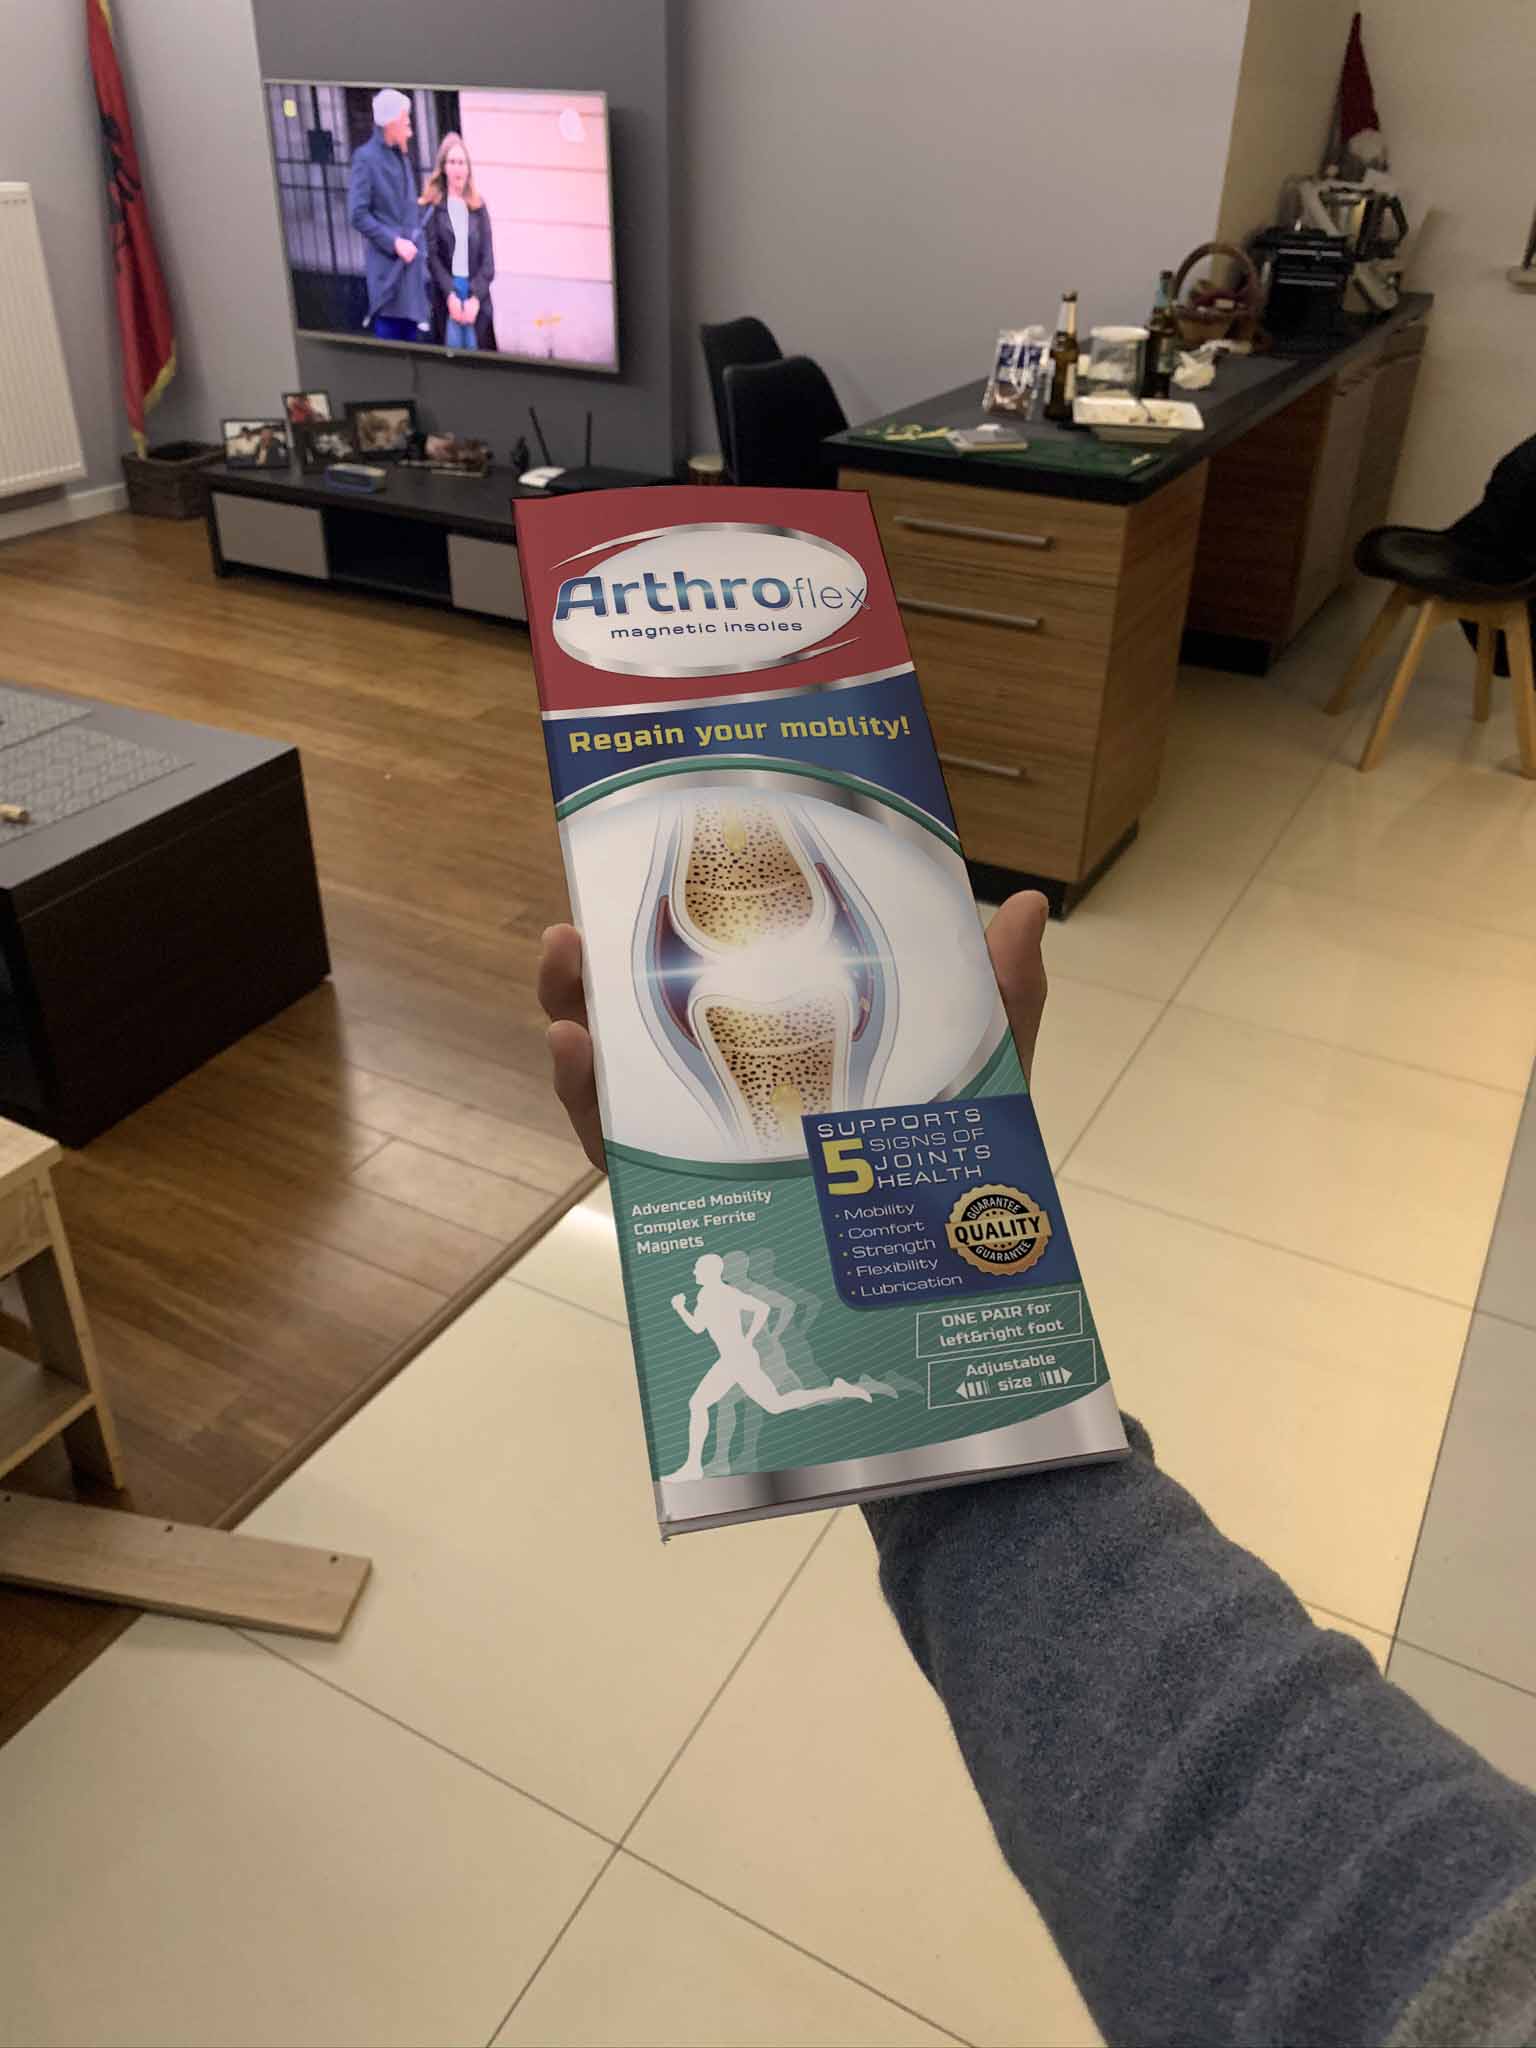 Arthroflex
magnetic insoles
Regain your moblity!
SUPPORTS
5 SIGNS OF
JOINTS
HEALTH
• Mobility
• Comfort
• Strength
• Flexibility
• Lubrication
GUARANTEE
QUALITY
GUARANTEE
Advenced Mobility
Complex Ferrite
Magnets
ONE PAIR for
left&right foot
Adjustable
size